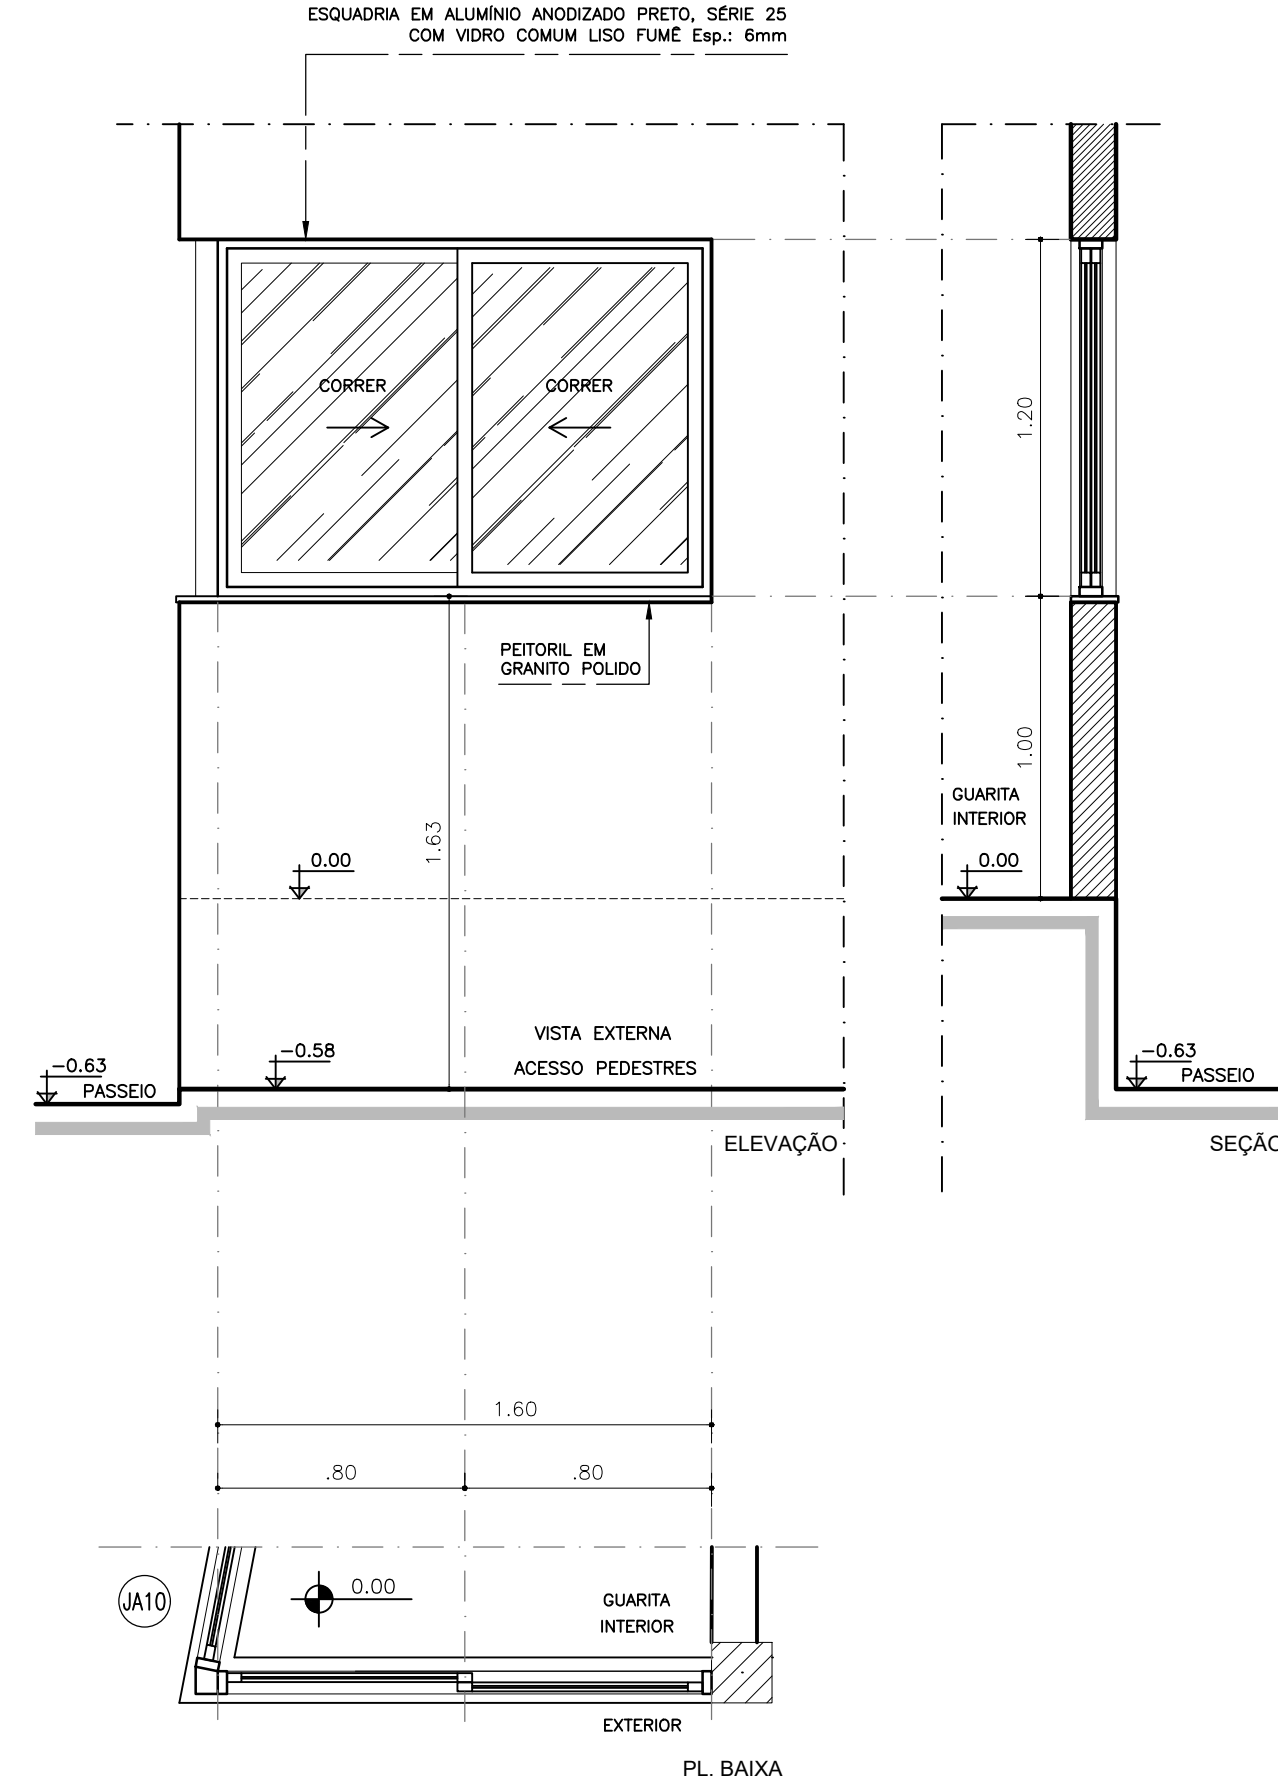 ESQUADRIA EM ALUMÍNIO ANODIZADO PRETO, SÉRIE 25
COM VIDRO COMUM LISO FUMÊ Esp.: 6mm
CORRER
CORRER
1.20
PEITORIL EM
GRANITO POLIDO
1.00
GUARITA
INTERIOR
1.63
0.00
0.00
VISTA EXTERNA
ACESSO PEDESTRES
-0.63
PASSEIO
-0.58
-0.63
PASSEIO
ELEVAÇÃO
SEÇÃO
1.60
.80
.80
JA10
0.00
GUARITA
INTERIOR
EXTERIOR
PL. BAIXA